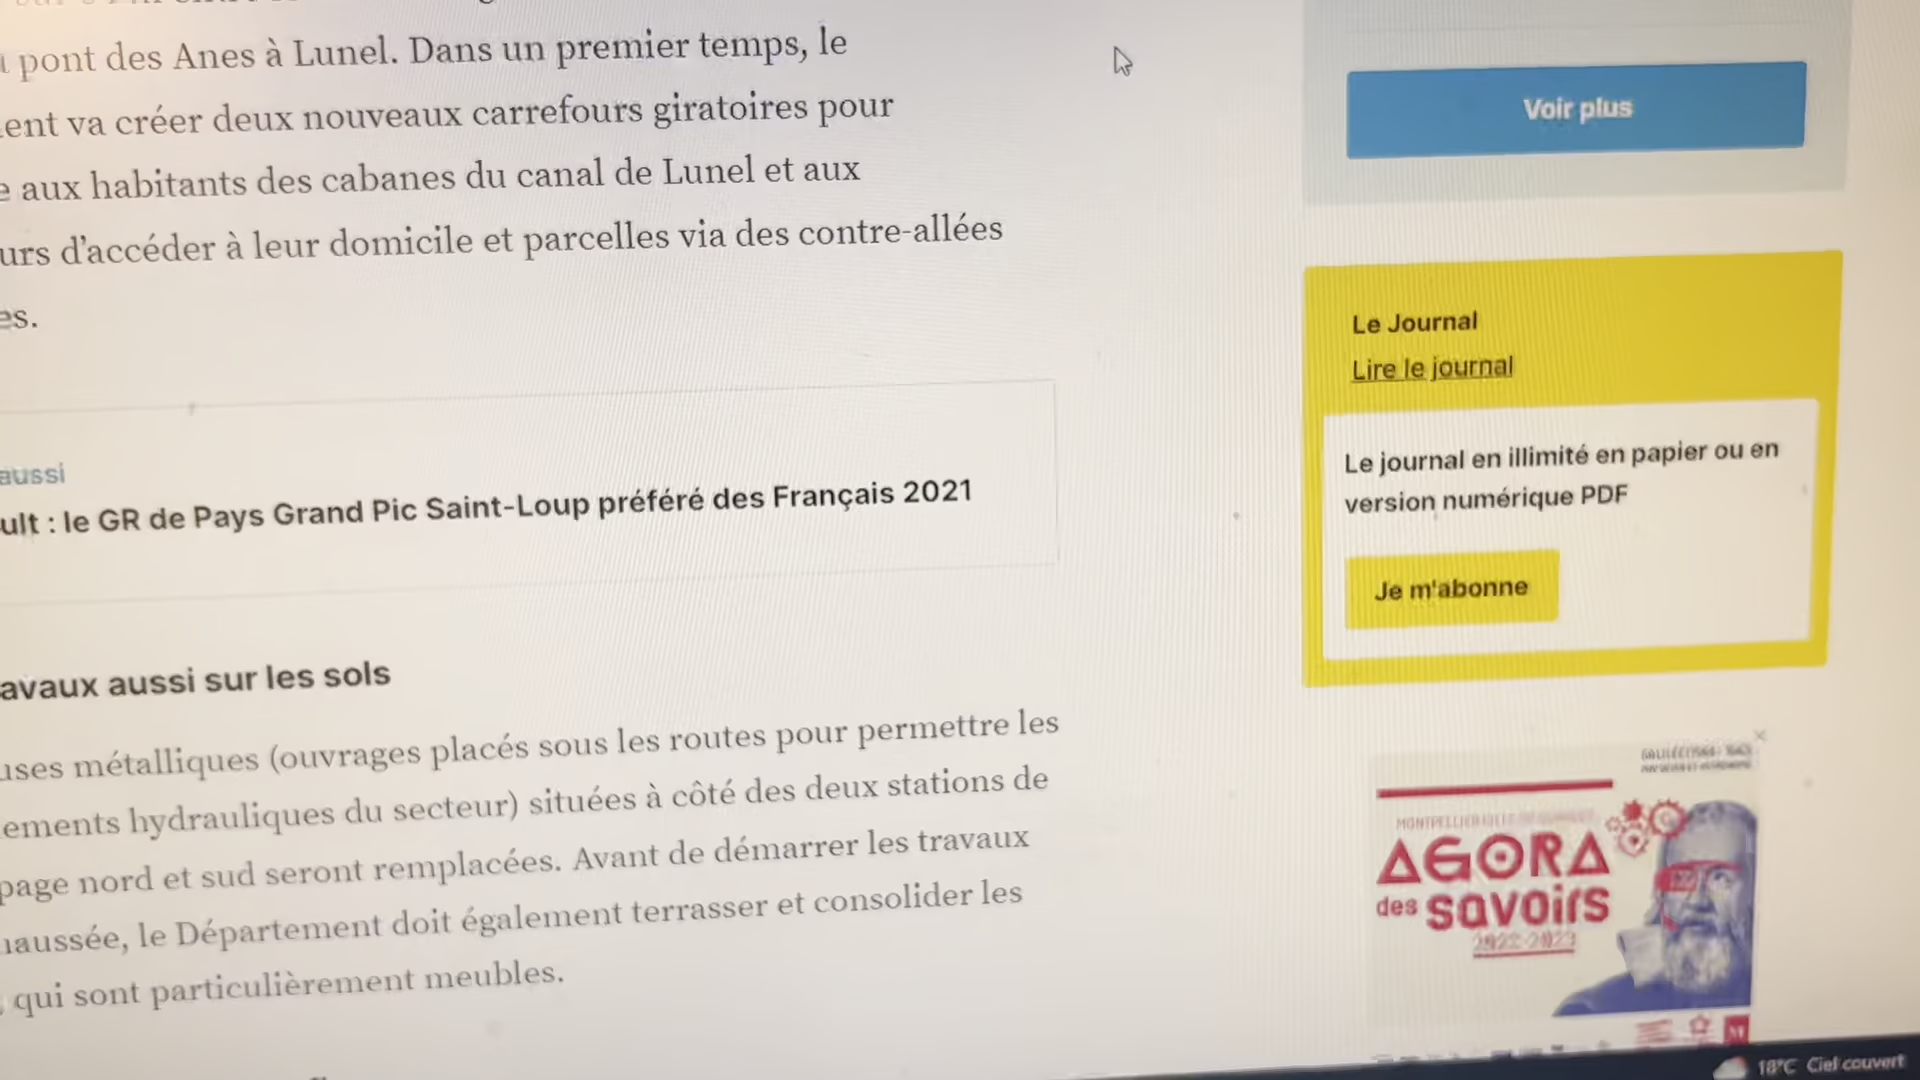 pont des Anes à Lunel. Dans un premier temps, le
ent va créer deux nouveaux carrefours giratoires pour
e aux habitants des cabanes du canal de Lunel et aux
urs d’accéder à leur domicile et parcelles via des contre-allées
es.
aussi
ult : le GR de Pays Grand Pic Saint-Loup préféré des Français 2021
avaux aussi sur les sols
uses métalliques (ouvrages placés sous les routes pour permettre les
ements hydrauliques du secteur) situées à côté des deux stations de
page nord et sud seront remplacées. Avant de démarrer les travaux
haussée, le Département doit également terrasser et consolider les
qui sont particulièrement meubles.
Voir plus
Le Journal
Lire le journal
Le journal en illimité en papier ou en
version numérique PDF
Je m'abonne
MONTPELLIER
AGORA
des savoirs
2022-2023
18°C Ciel couvert